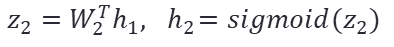 z₂ = W₂ᵀh₁, h₂ = sigmoid(z₂)